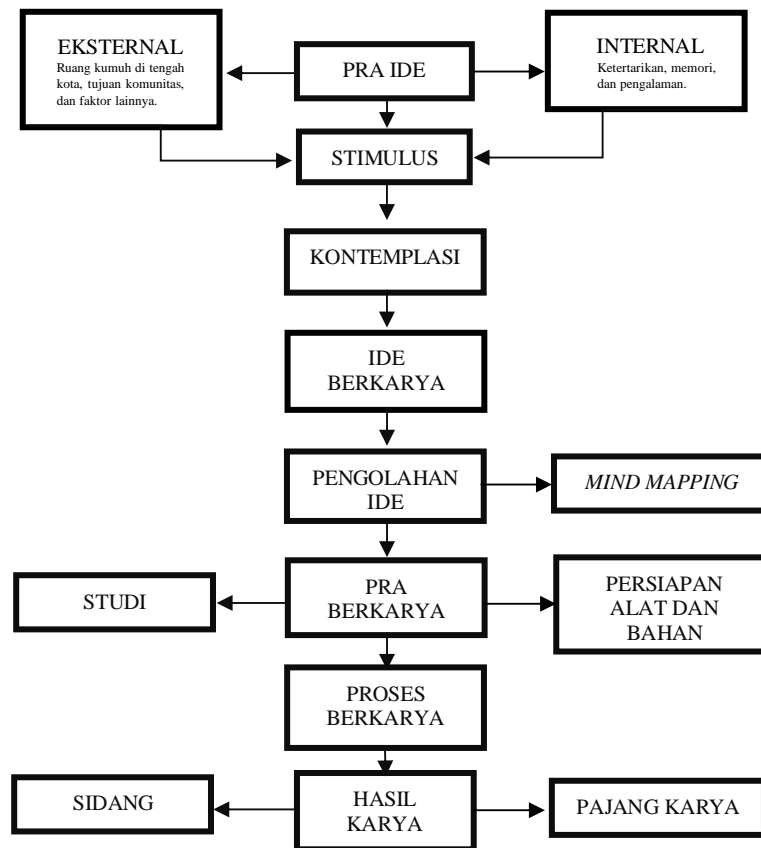 EKSTERNAL
Ruang kumuh di tengah
kota, tujuan komunitas,
dan faktor lainnya.
PRA IDE
INTERNAL
Ketertarikan, memori,
dan pengalaman.
STIMULUS
KONTEMPLASI
IDE
BERKARYA
PENGOLAHAN
IDE
MIND MAPPING
STUDI
PRA
BERKARYA
PERSIAPAN
ALAT DAN
BAHAN
PROSES
BERKARYA
SIDANG
HASIL
KARYA
PAJANG KARYA